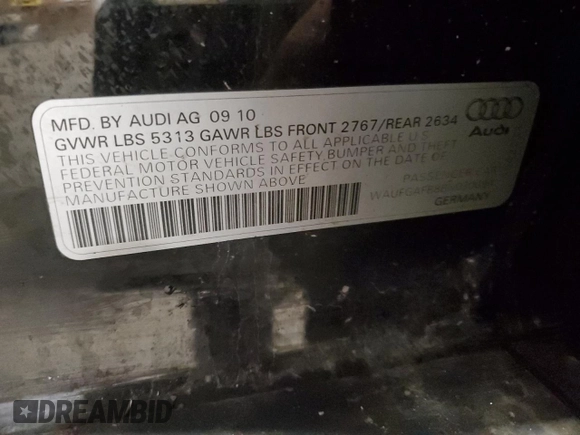 MFD. BY AUDI AG 09 10
GVWR LBS 5313 GAWR LBS FRONT 2767/REAR 2634
THIS VEHICLE CONFORMS TO ALL APPLICABLE U S
FEDERAL MOTOR VEHICLE SAFETY, BUMPER AND THEFT
PREVENTION STANDARDS IN EFFECT ON THE DATE OF
MANUFACTURE SHOWN ABOVE
Audi
GERMANY
DREAMBID